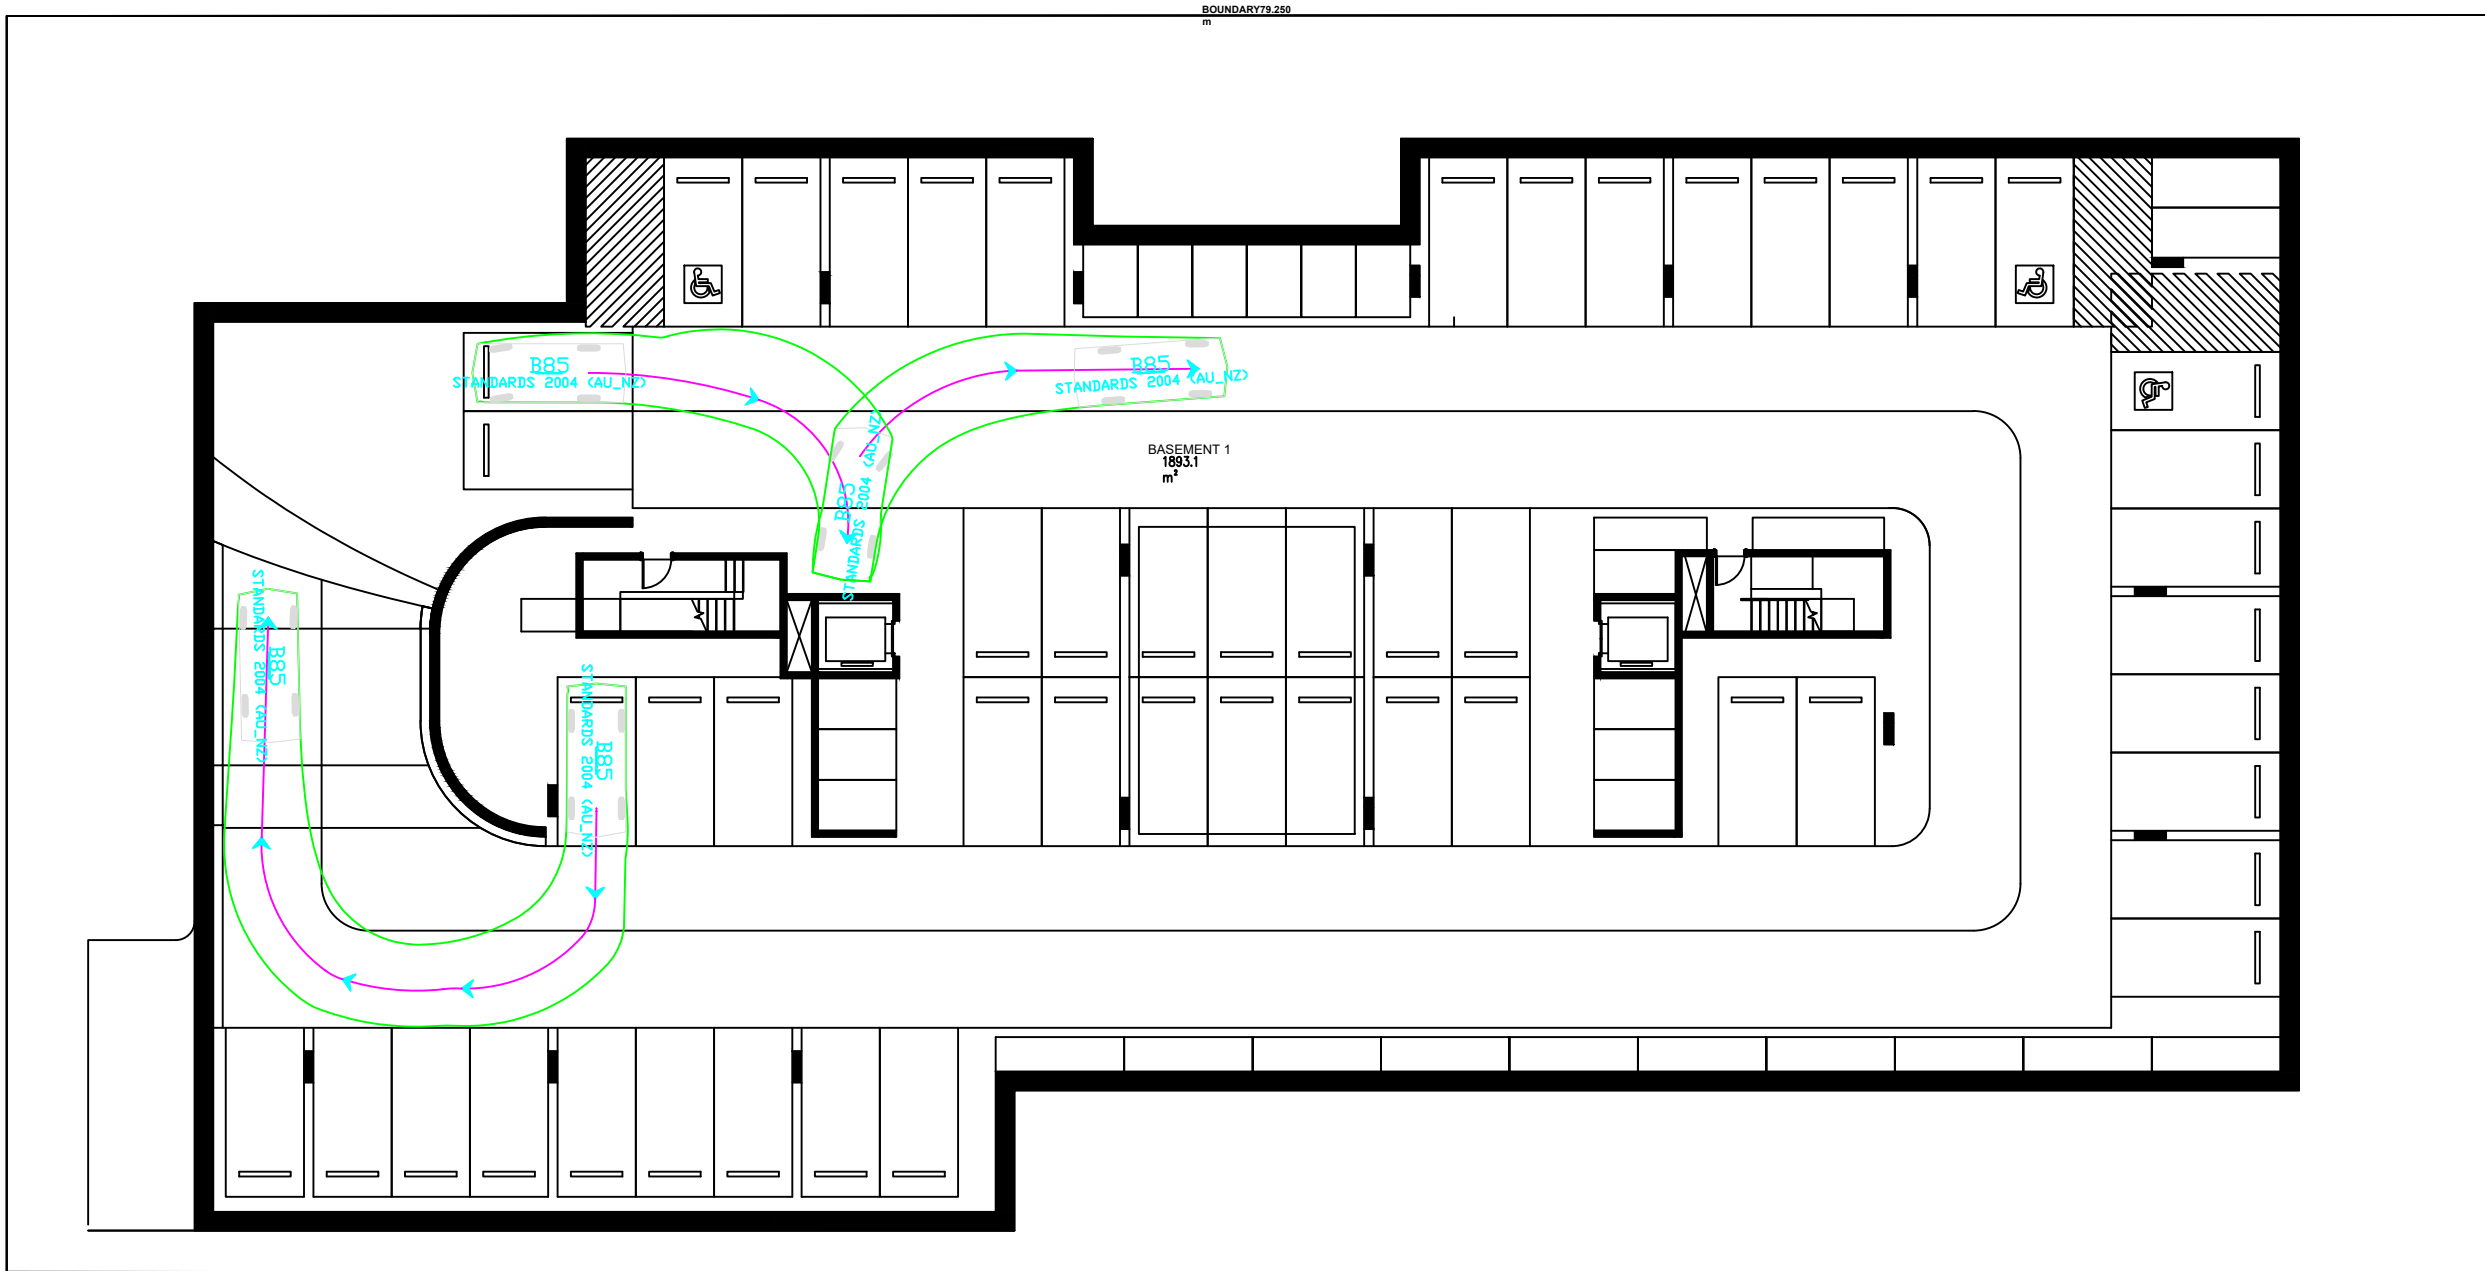 BOUNDARY79.250
m
B85
STANDARDS 2004 (AU_NZ)
B85
STANDARDS 2004 (AU_NZ)
B85
STANDARDS 2004 (AU_NZ)
BASEMENT 1
1893.1
m²
B85
STANDARDS 2004 (AU_NZ)
B85
STANDARDS 2004 (AU_NZ)